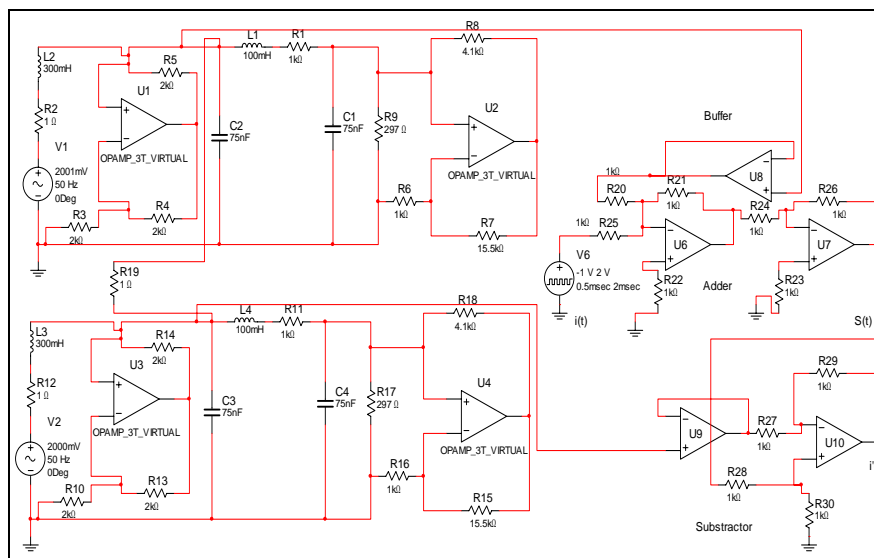 L2
300mH
R2
1 Ω
V1
2001mV
50 Hz
0Deg
R3
2kΩ
R5
2kΩ
U1
OPAMP_3T_VIRTUAL
R4
2kΩ
L1
100mH
R1
1kΩ
C2
75nF
C1
75nF
R9
297 Ω
R8
4.1kΩ
U2
OPAMP_3T_VIRTUAL
R6
1kΩ
R7
15.5kΩ
R19
1 Ω
Buffer
U8
1kΩ
R20
R21
1kΩ
R24
1kΩ
R26
1kΩ
1kΩ
R25
U6
U7
V6
-1 V 2 V
0.5msec 2msec
R22
1kΩ
R23
1kΩ
Adder
i(t)
S(t)
L3
300mH
R12
1 Ω
V2
2000mV
50 Hz
0Deg
R10
2kΩ
R14
2kΩ
U3
OPAMP_3T_VIRTUAL
R13
2kΩ
L4
100mH
R11
1kΩ
C3
75nF
C4
75nF
R17
297 Ω
R18
4.1kΩ
U4
OPAMP_3T_VIRTUAL
R16
1kΩ
R15
15.5kΩ
U9
R27
1kΩ
R29
1kΩ
U10
i'
R28
1kΩ
R30
1kΩ
Substractor